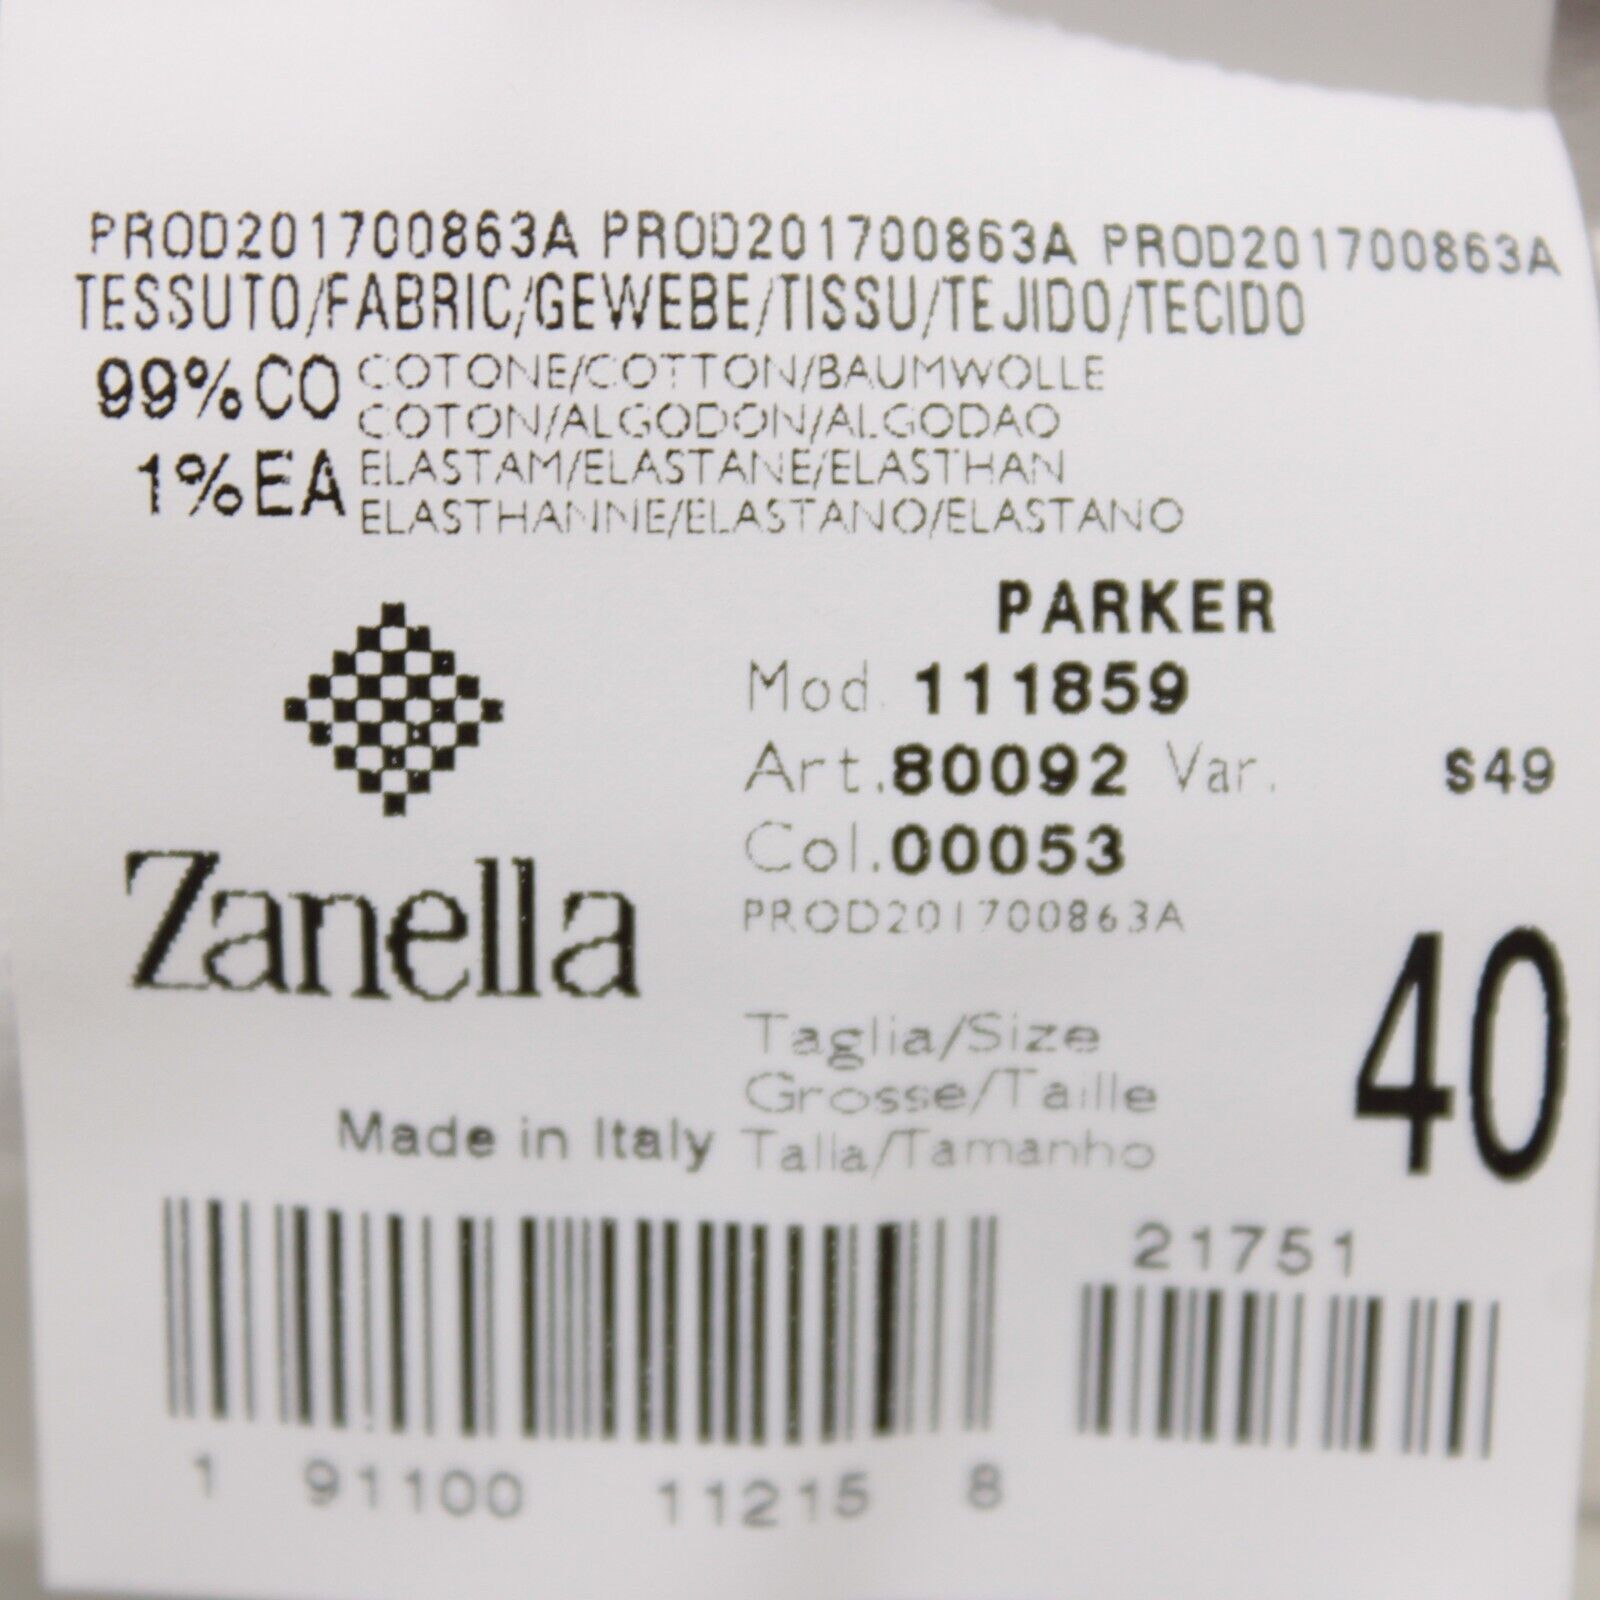 PROD201700863A PROD201700863A PROD201700863A
TESSUTO/FABRIC/GEWEBE/TISSU/TEJIDO/TECIDO
99%CO COTONE/COTTON/BAUMWOLLE
COTON/ALGODON/ALGODAO
1%EA ELASTAM/ELASTANE/ELASTHAN
ELASTHANNE/ELASTANO/ELASTANO
PARKER
Mod. 111859
Art.80092 Var. S49
Col.00053
PROD201700863A
Zanella
Taglia/Size
Grosse/Taille
Talla/Tamanho
40
Made in Italy
21751
1 91100 11215 8